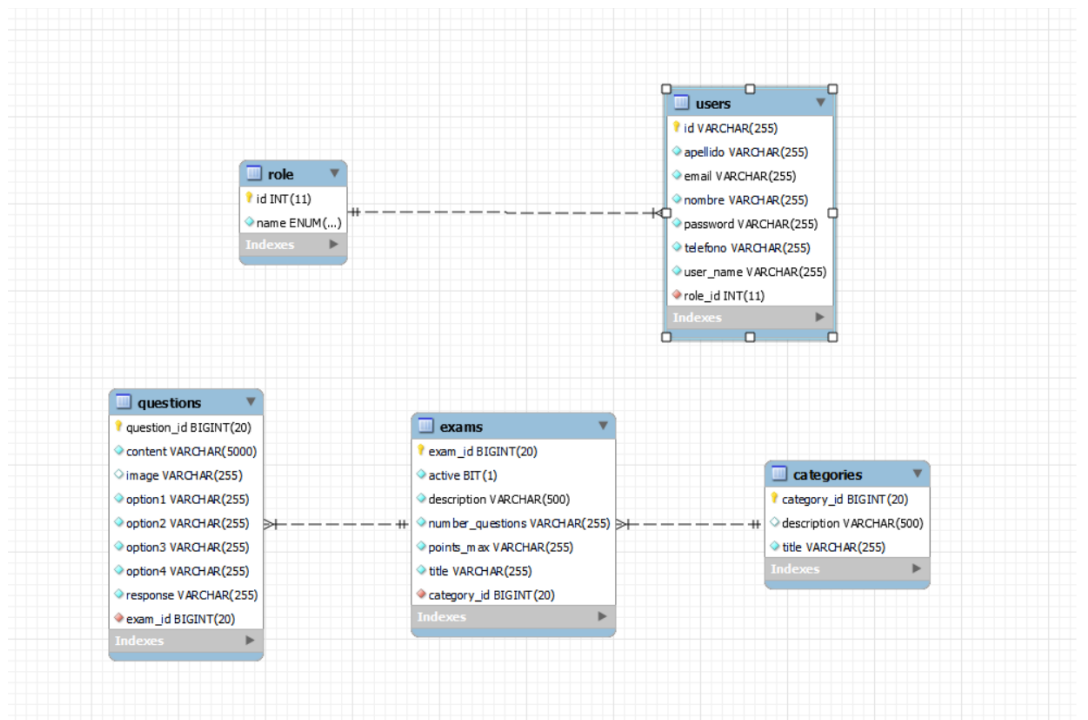 role
id INT(11)
name ENUM(...)
Indexes
users
id VARCHAR(255)
apellido VARCHAR(255)
email VARCHAR(255)
nombre VARCHAR(255)
password VARCHAR(255)
telefono VARCHAR(255)
user_name VARCHAR(255)
role_id INT(11)
Indexes
questions
question_id BIGINT(20)
content VARCHAR(5000)
image VARCHAR(255)
option1 VARCHAR(255)
option2 VARCHAR(255)
option3 VARCHAR(255)
option4 VARCHAR(255)
response VARCHAR(255)
exam_id BIGINT(20)
Indexes
exams
exam_id BIGINT(20)
active BIT(1)
description VARCHAR(500)
number_questions VARCHAR(255)
points_max VARCHAR(255)
title VARCHAR(255)
category_id BIGINT(20)
Indexes
categories
category_id BIGINT(20)
description VARCHAR(500)
title VARCHAR(255)
Indexes